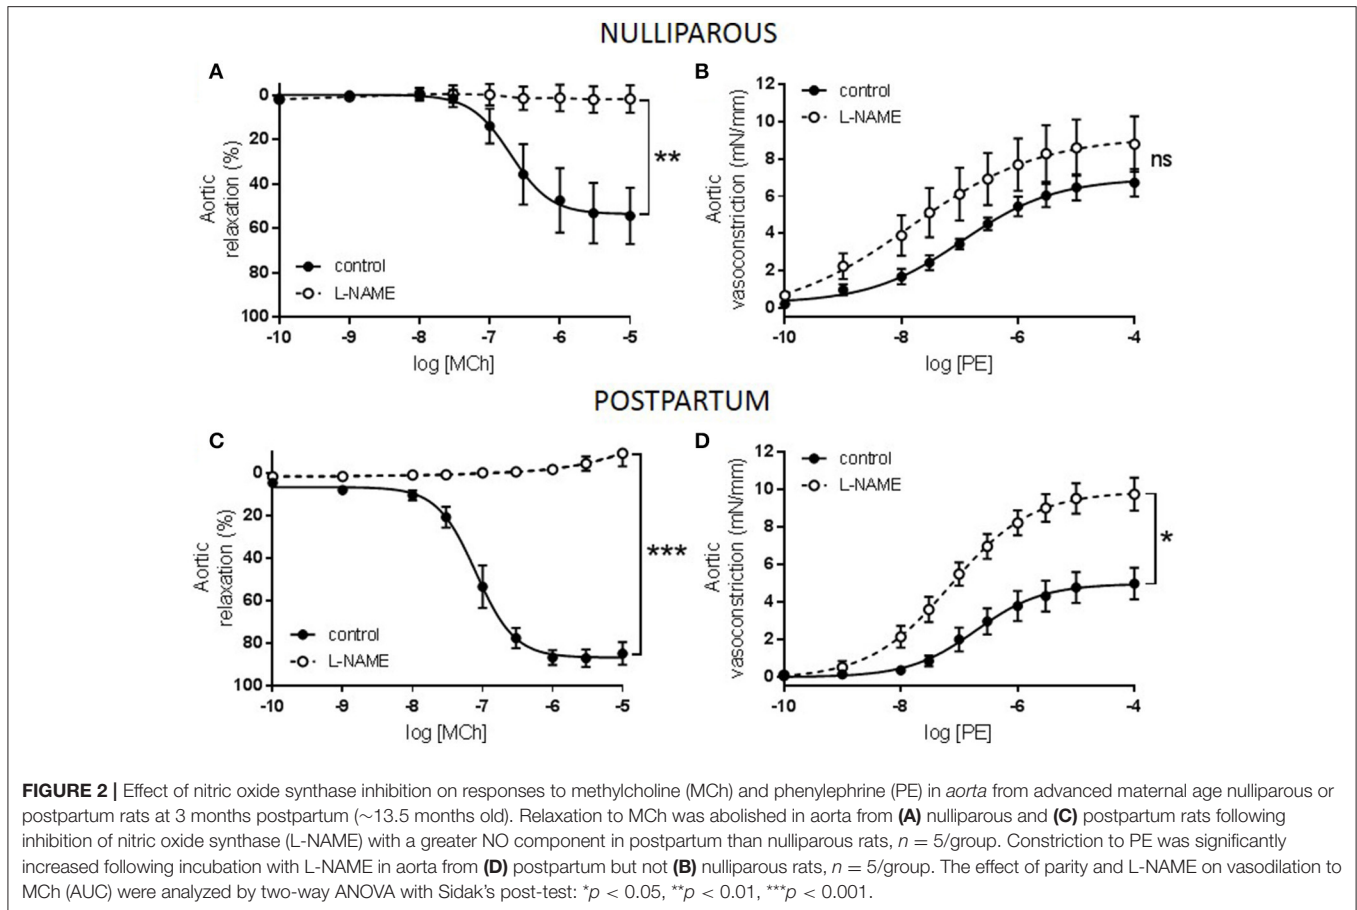 NULLIPAROUS
A
0
20
40
60
80
100
Aortic
relaxation (%)
**
control
L-NAME
-10 -9 -8 -7 -6 -5
log [MCh]
B
12
10
8
6
4
2
0
Aortic
vasoconstriction (mN/mm)
control
L-NAME
ns
-10 -8 -6 -4
log [PE]
POSTPARTUM
C
0
20
40
60
80
100
Aortic
relaxation (%)
***
control
L-NAME
-10 -9 -8 -7 -6 -5
log [MCh]
D
12
10
8
6
4
2
0
Aortic
vasoconstriction (mN/mm)
control
L-NAME
*
-10 -8 -6 -4
log [PE]
FIGURE 2 | Effect of nitric oxide synthase inhibition on responses to methylcholine (MCh) and phenylephrine (PE) in aorta from advanced maternal age nulliparous or
postpartum rats at 3 months postpartum (∼13.5 months old). Relaxation to MCh was abolished in aorta from (A) nulliparous and (C) postpartum rats following
inhibition of nitric oxide synthase (L-NAME) with a greater NO component in postpartum than nulliparous rats, n = 5/group. Constriction to PE was significantly
increased following incubation with L-NAME in aorta from (D) postpartum but not (B) nulliparous rats, n = 5/group. The effect of parity and L-NAME on vasodilation to
MCh (AUC) were analyzed by two-way ANOVA with Sidak's post-test: *p < 0.05, **p < 0.01, ***p < 0.001.